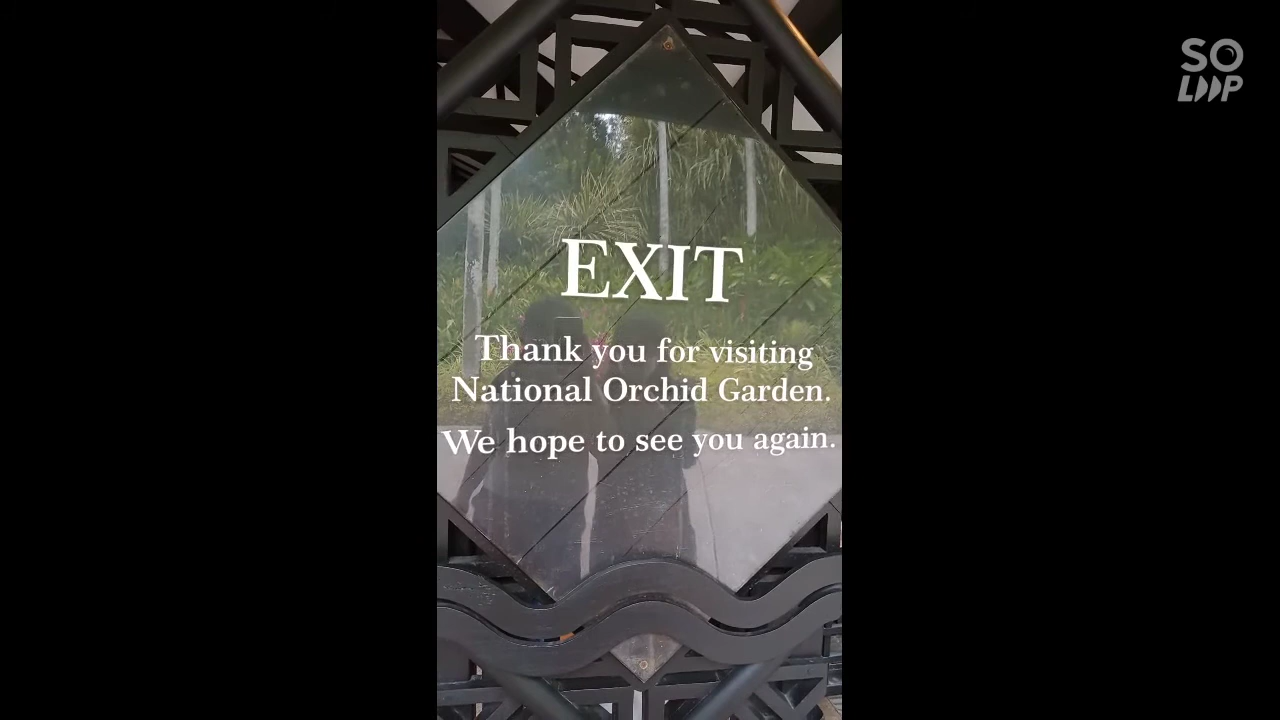 SO
LOOP
EXIT
Thank you for visiting
National Orchid Garden.
We hope to see you again.